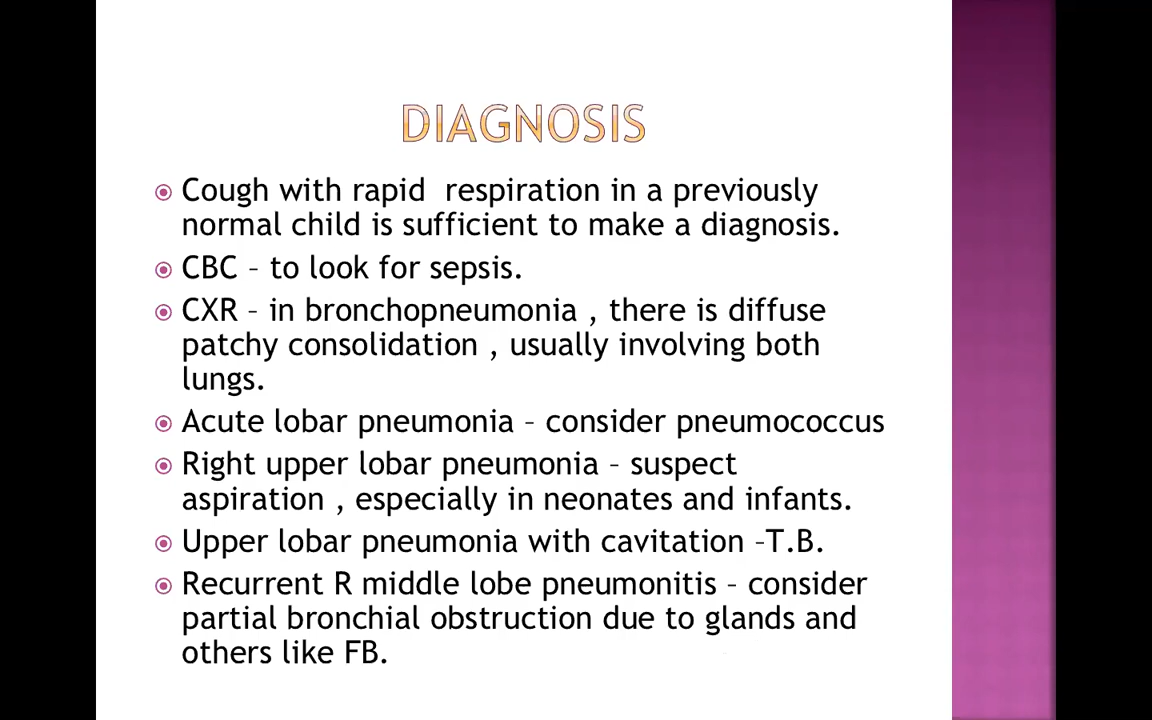 DIAGNOSIS
Cough with rapid  respiration in a previously
normal child is sufficient to make a diagnosis.
CBC – to look for sepsis.
CXR – in bronchopneumonia , there is diffuse
patchy consolidation , usually involving both
lungs.
Acute lobar pneumonia – consider pneumococcus
Right upper lobar pneumonia – suspect
aspiration , especially in neonates and infants.
Upper lobar pneumonia with cavitation –T.B.
Recurrent R middle lobe pneumonitis – consider
partial bronchial obstruction due to glands and
others like FB.